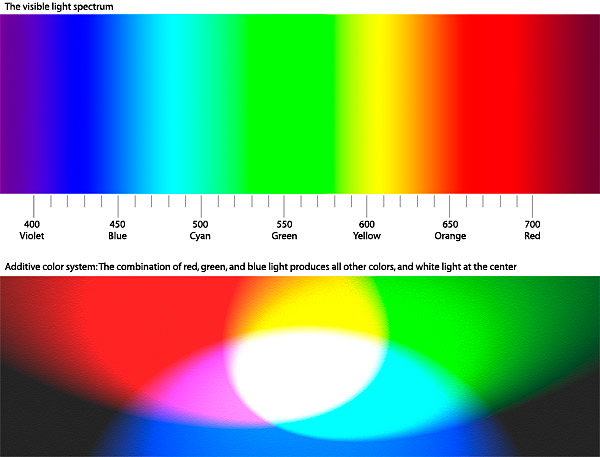 The visible light spectrum
400 450 500 550 600 650 700
Violet Blue Cyan Green Yellow Orange Red
Additive color system: The combination of red, green, and blue light produces all other colors, and white light at the center